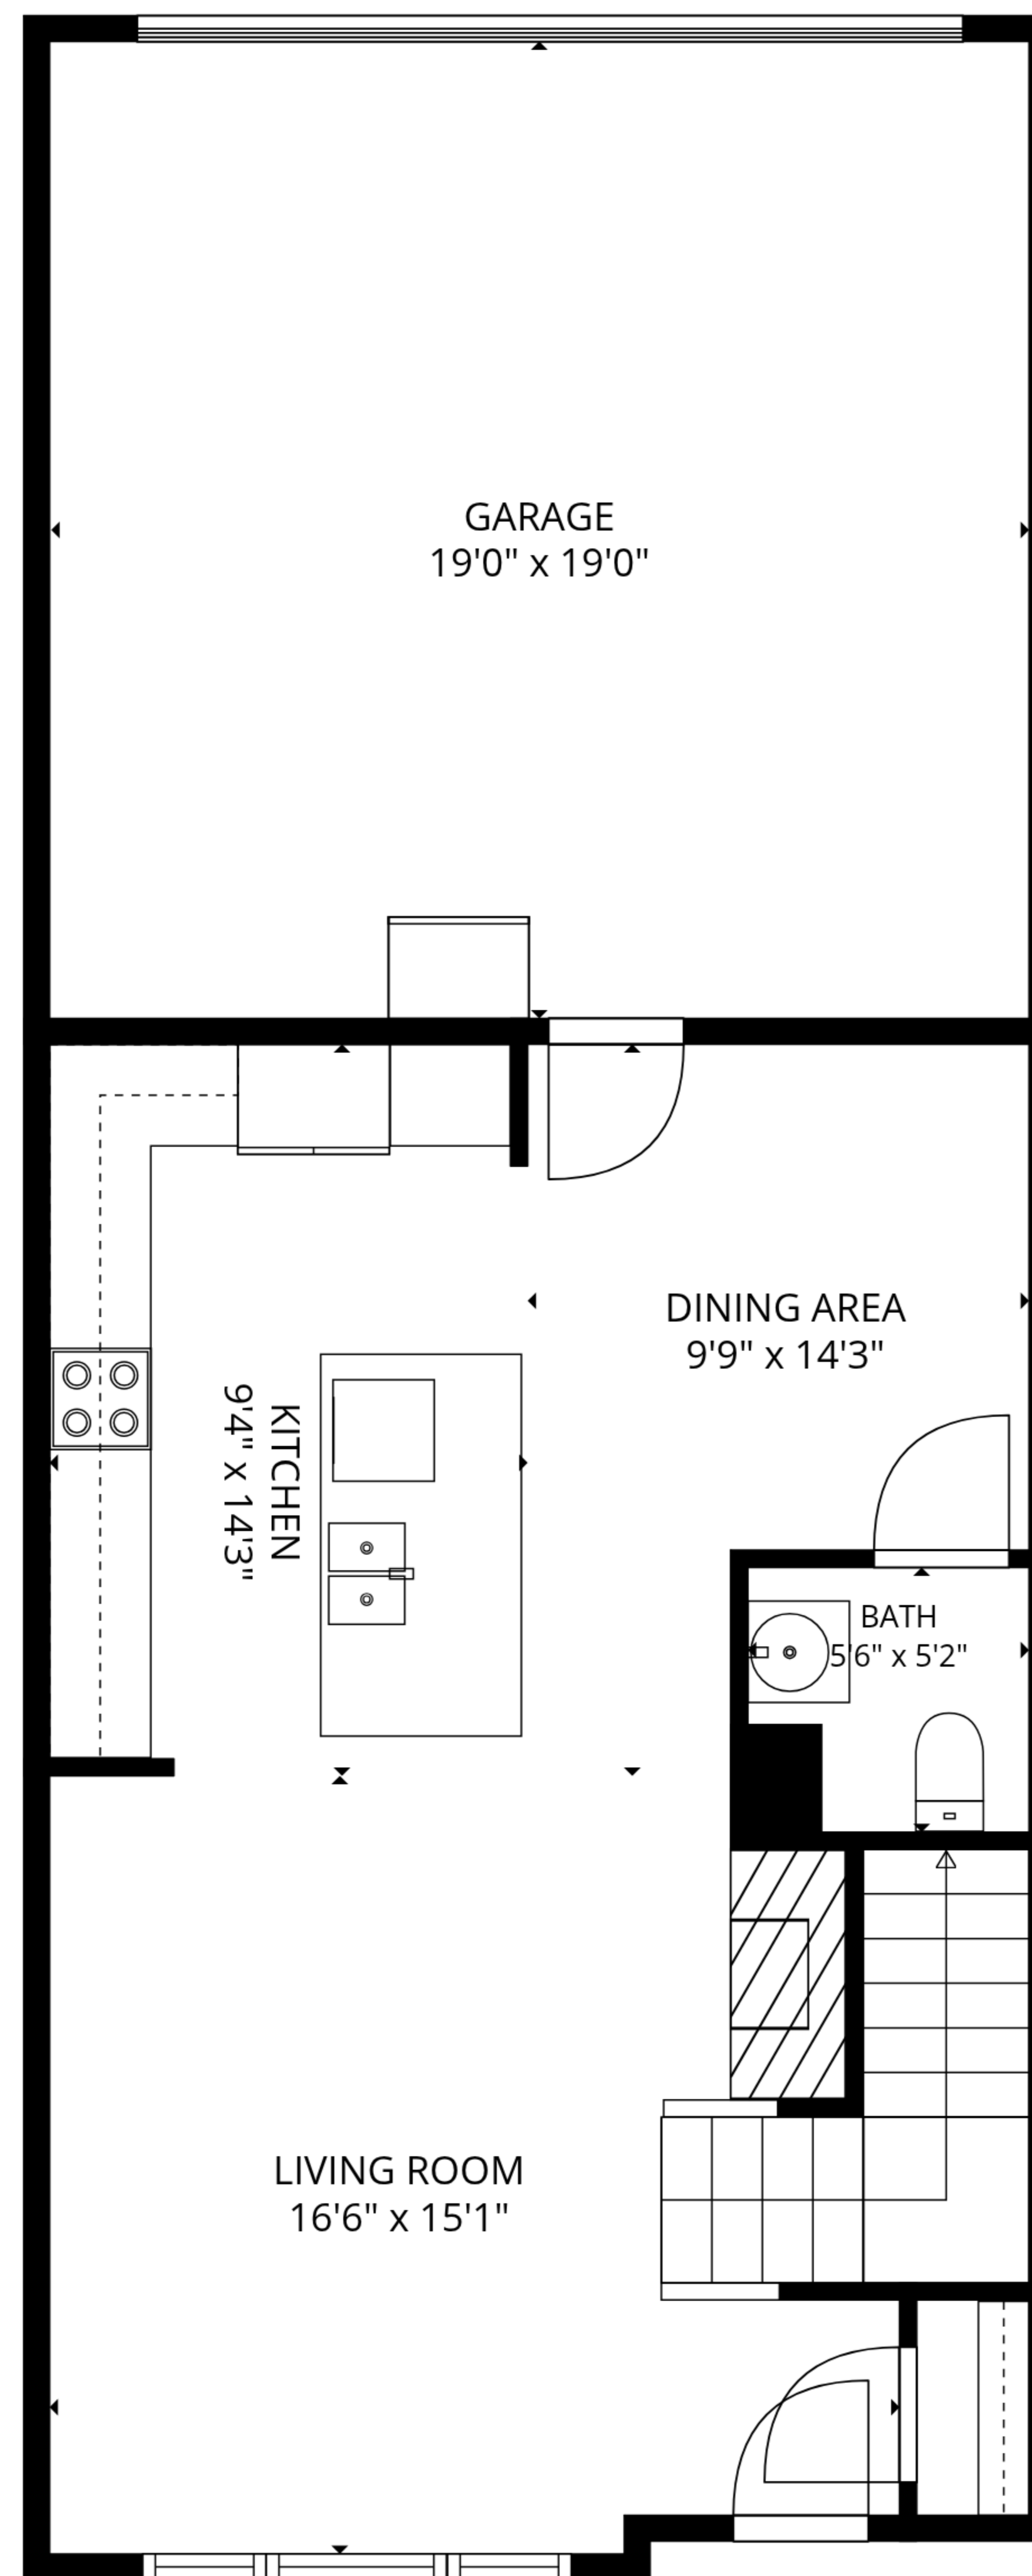 GARAGE
19'0" x 19'0"
DINING AREA
9'9" x 14'3"
KITCHEN
9'4" x 14'3"
BATH
5'6" x 5'2"
LIVING ROOM
16'6" x 15'1"